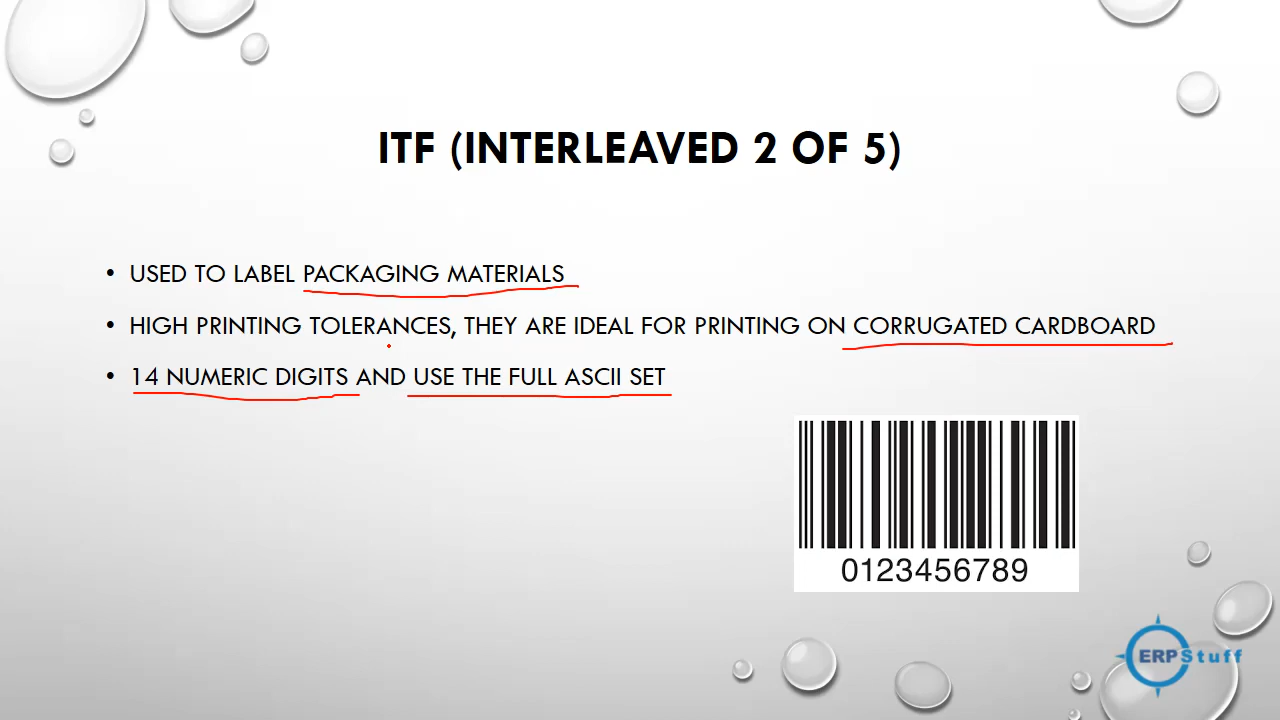 ITF (INTERLEAVED 2 OF 5)
• USED TO LABEL PACKAGING MATERIALS
• HIGH PRINTING TOLERANCES, THEY ARE IDEAL FOR PRINTING ON CORRUGATED CARDBOARD
• 14 NUMERIC DIGITS AND USE THE FULL ASCII SET
0123456789
ERPStuff